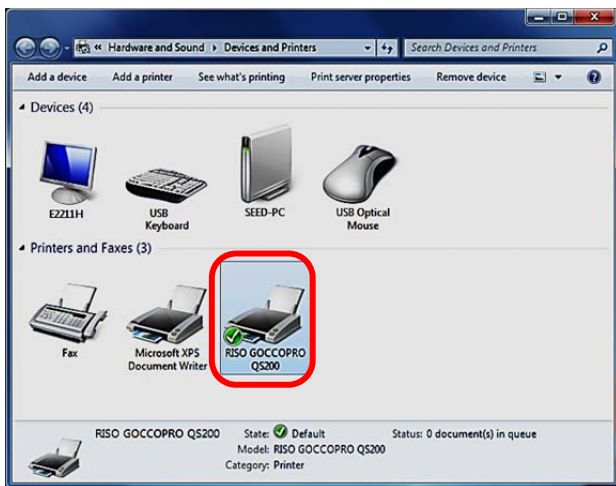 « Hardware and Sound ▸ Devices and Printers
Search Devices and Printers
Add a device Add a printer See what's printing Print server properties Remove device
Devices (4)
E2211H
USB
Keyboard
SEED-PC
USB Optical
Mouse
Printers and Faxes (3)
Fax
Microsoft XPS
Document Writer
RISO GOCCOPRO
QS200
RISO GOCCOPRO QS200 State: Default Status: 0 document(s) in queue
Model: RISO GOCCOPRO QS200
Category: Printer